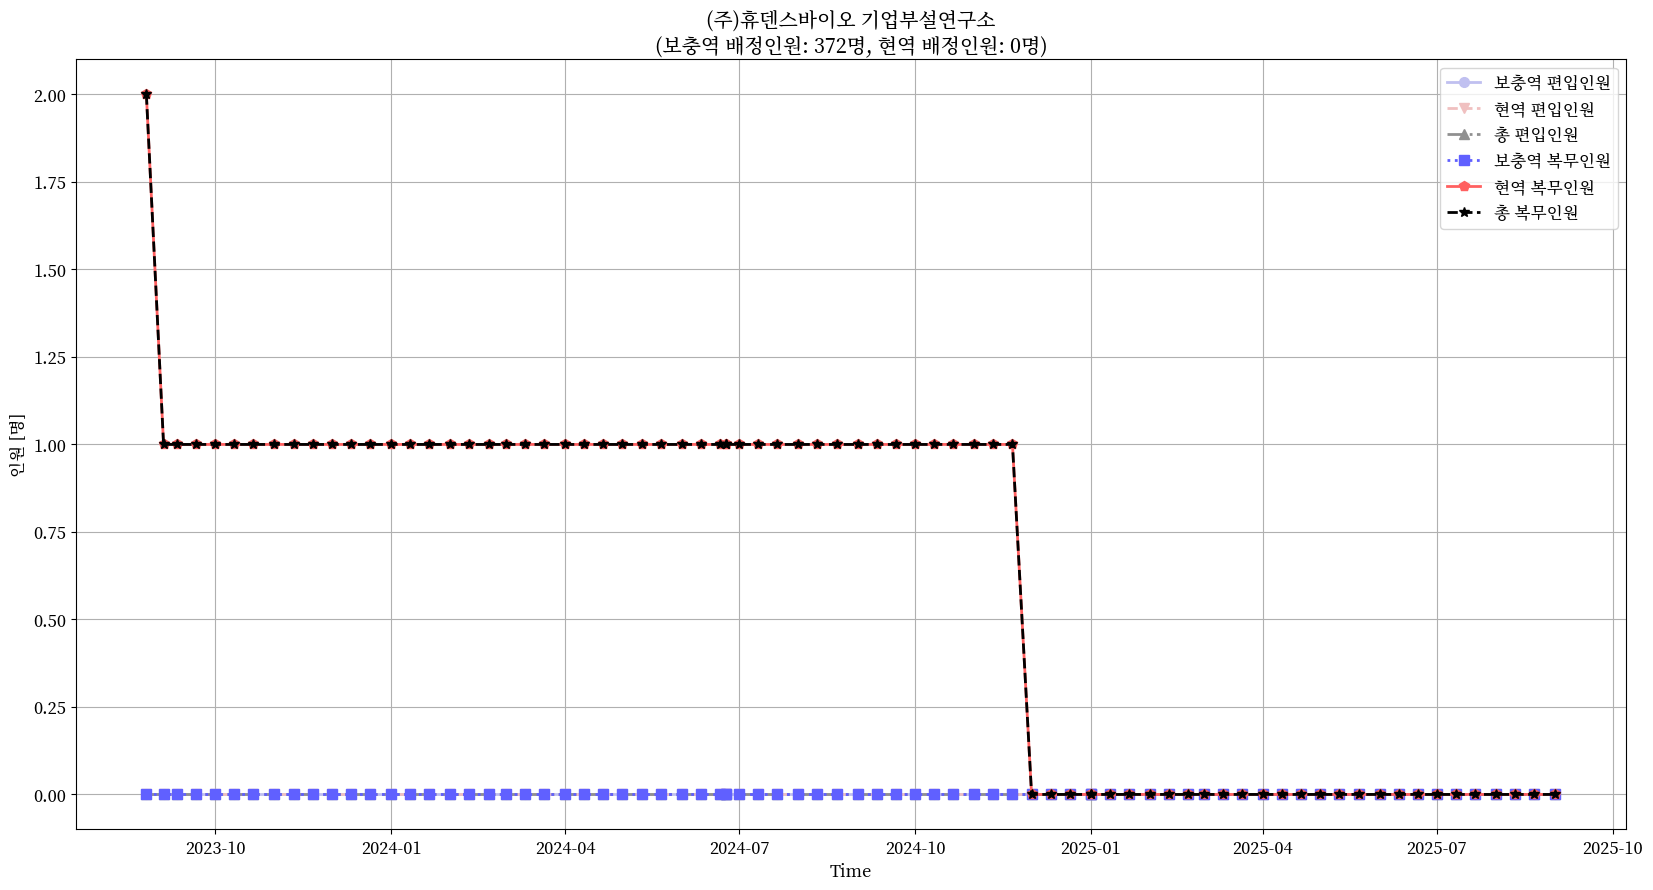 (주)휴덴스바이오 기업부설연구소
(보충역 배정인원: 372명, 현역 배정인원: 0명)
보충역 편입인원
현역 편입인원
총 편입인원
보충역 복무인원
현역 복무인원
총 복무인원
인원 [명]
2.00
1.75
1.50
1.25
1.00
0.75
0.50
0.25
0.00
2023-10
2024-01
2024-04
2024-07
2024-10
2025-01
2025-04
2025-07
2025-10
Time